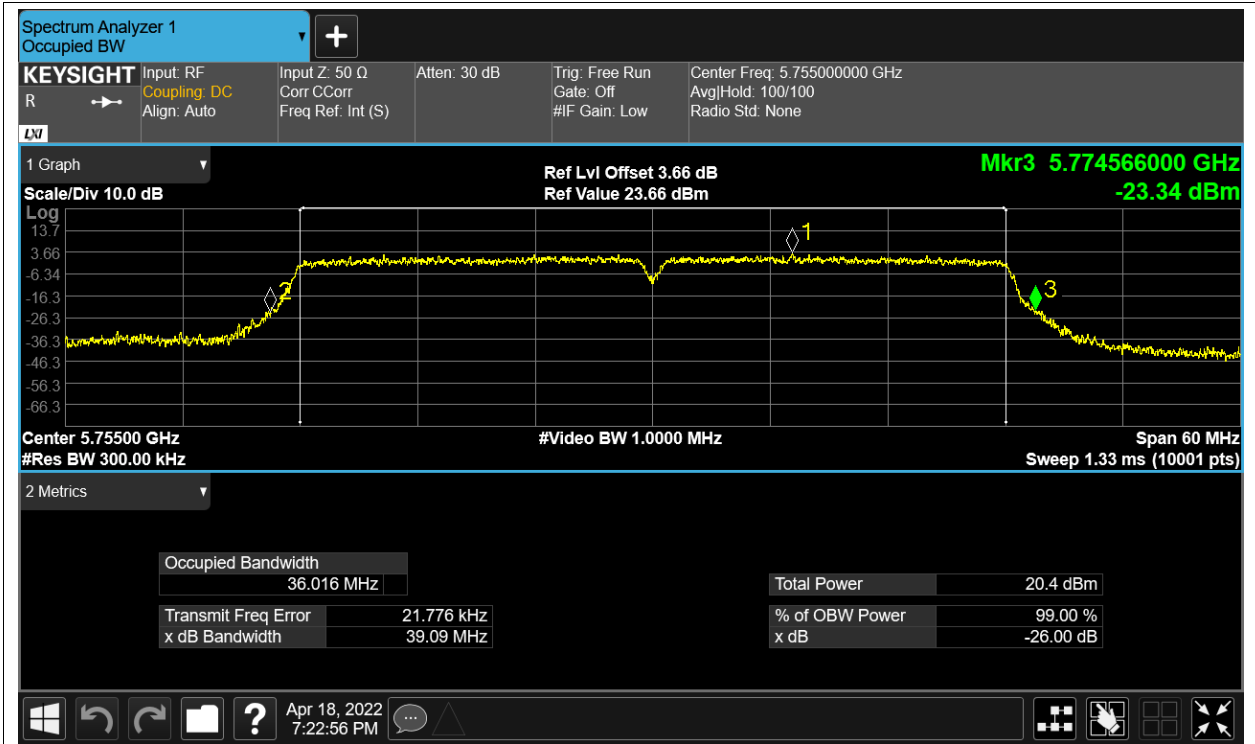 Spectrum Analyzer 1
Occupied BW
KEYSIGHT
R
LXI
Input: RF
Coupling: DC
Align: Auto
Input Z: 50 Ω
Corr CCorr
Freq Ref: Int (S)
Atten: 30 dB
Trig: Free Run
Gate: Off
#IF Gain: Low
Center Freq: 5.755000000 GHz
Avg|Hold: 100/100
Radio Std: None
1 Graph
Scale/Div 10.0 dB
Ref Lvl Offset 3.66 dB
Ref Value 23.66 dBm
Mkr3 5.774566000 GHz
-23.34 dBm
Log
13.7
3.66
-6.34
-16.3
-26.3
-36.3
-46.3
-56.3
-66.3
1
2
3
Center 5.75500 GHz
#Res BW 300.00 kHz
#Video BW 1.0000 MHz
Span 60 MHz
Sweep 1.33 ms (10001 pts)
2 Metrics
Occupied Bandwidth
36.016 MHz
Transmit Freq Error 21.776 kHz
x dB Bandwidth 39.09 MHz
Total Power 20.4 dBm
% of OBW Power 99.00 %
x dB -26.00 dB
?
Apr 18, 2022
7:22:56 PM